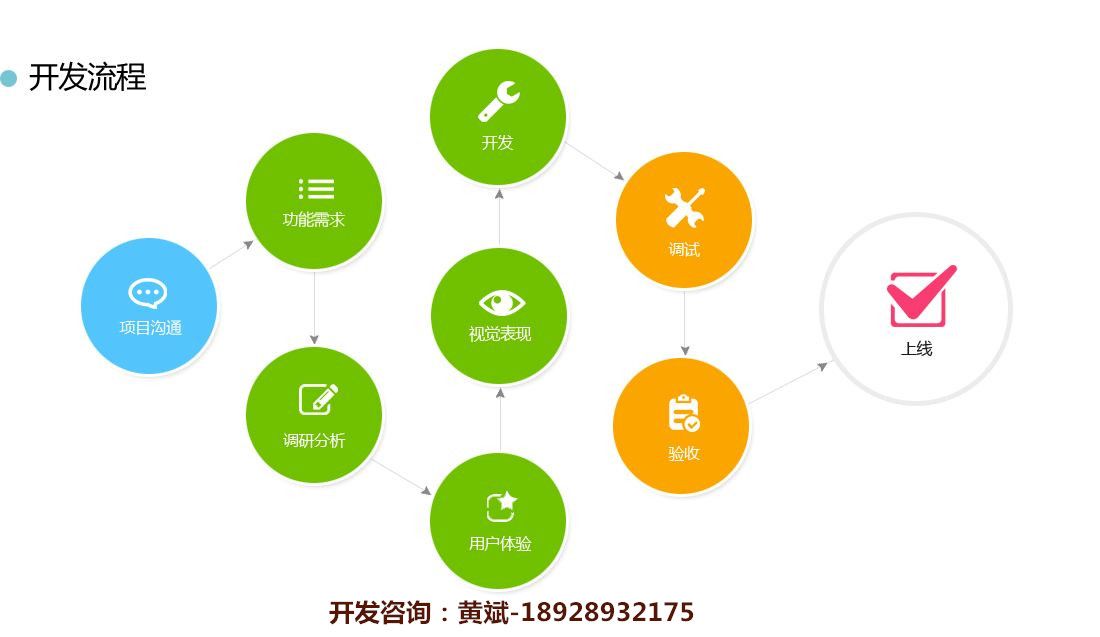 开发流程
项目沟通
功能需求
调研分析
用户体验
视觉表现
开发
调试
验收
上线
开发咨询：黄斌-18928932175